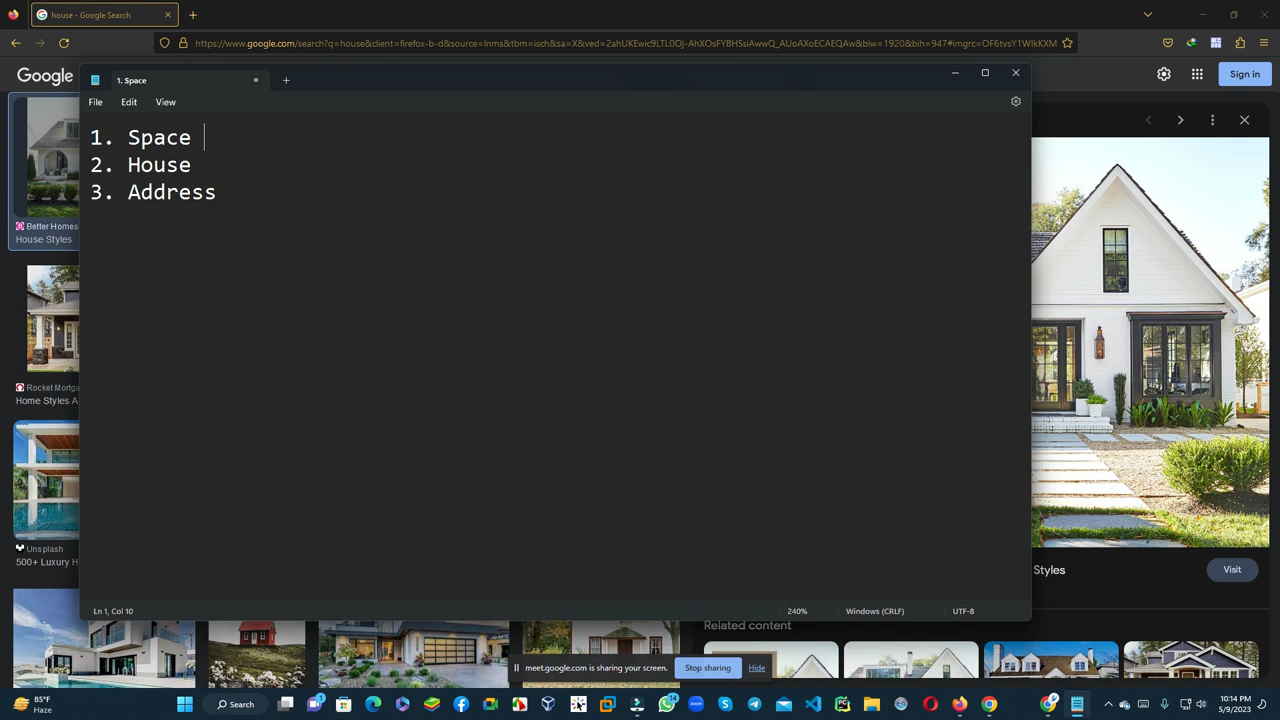 house - Google Search
https://www.google.com/search?q=house&client=firefox-b-d&source=lnms&tbm=isch&sa=X&ved=2ahUKEwic9LTL0Oj-AhXOsFYBHSsiAwwQ_AUoAXoECAEQAw&biw=1920&bih=947#imgrc=OF6tvsY1WIkKXM
Google
Sign in
1. Space
File Edit View
1. Space
2. House
3. Address
Better Homes
House Styles
Rocket Mortga
Home Styles A
Unsplash
500+ Luxury H
Styles
Visit
Ln 1, Col 10
240%
Windows (CRLF)
UTF-8
Related content
meet.google.com is sharing your screen.
Stop sharing
Hide
85°F
Haze
Search
14
10:14 PM
5/9/2023